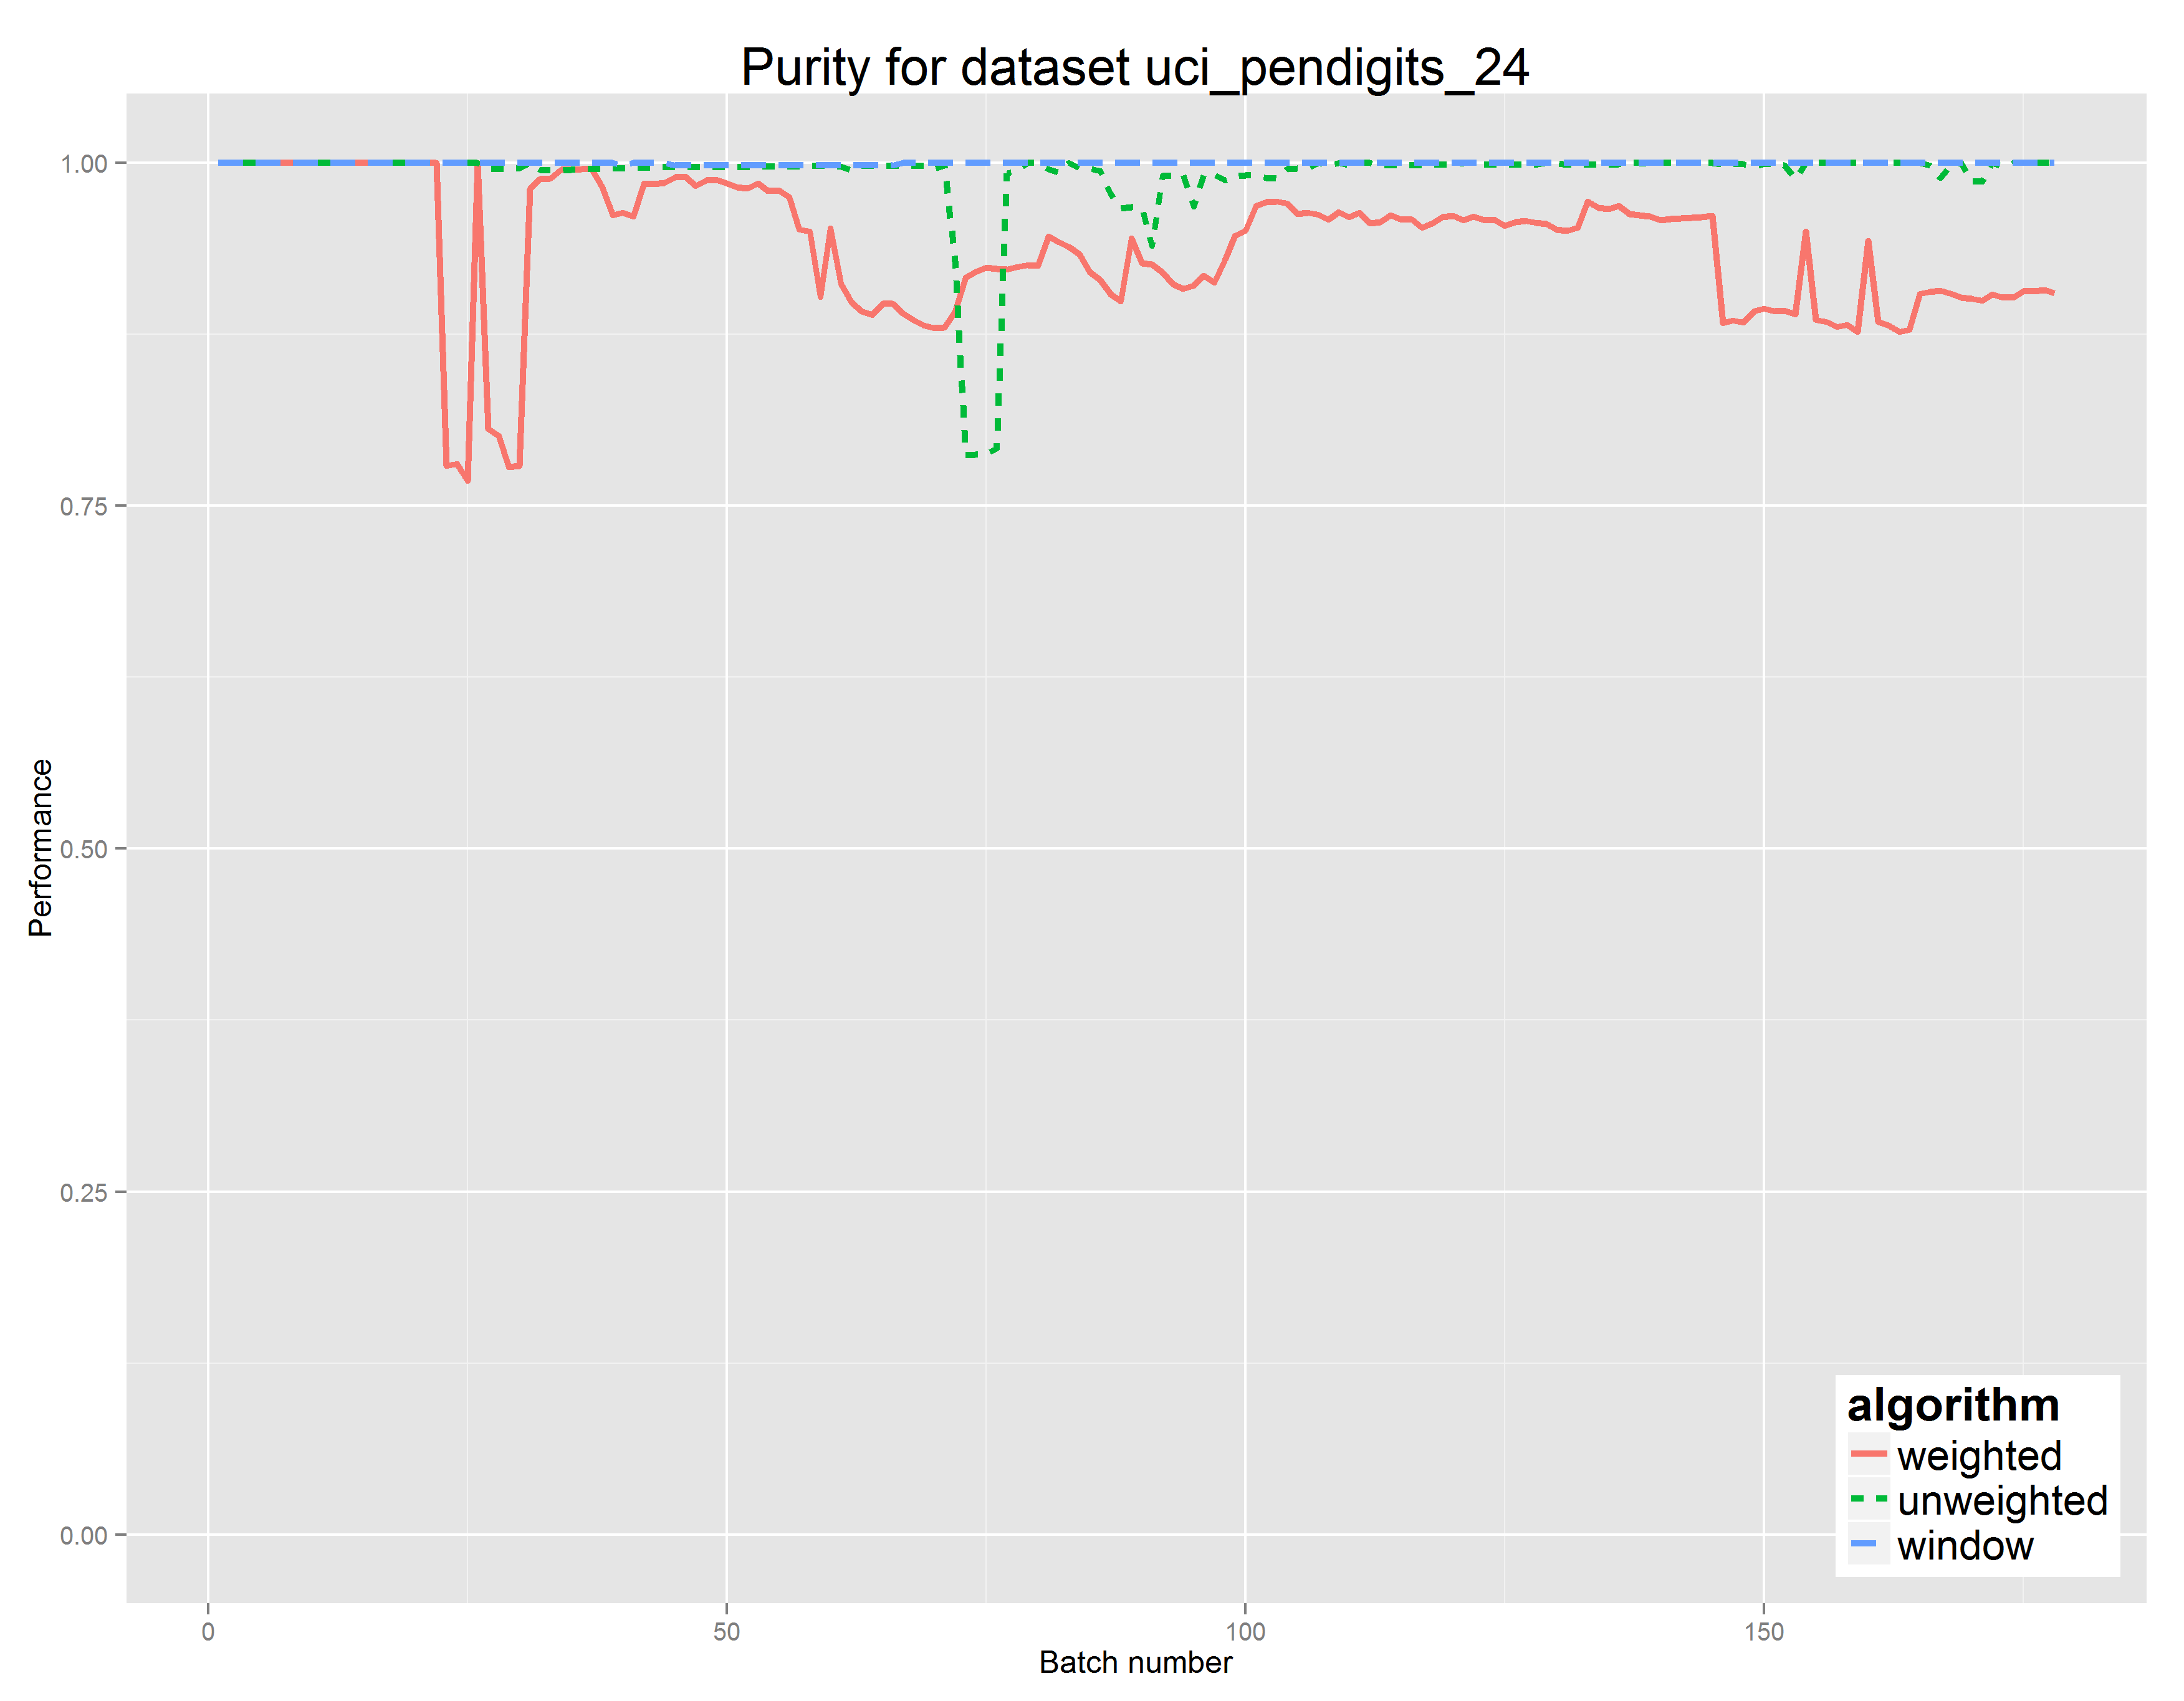 Purity for dataset uci_pendigits_24
1.00
0.75
0.50
0.25
0.00
Performance
0
50
100
150
Batch number
algorithm
weighted
unweighted
window